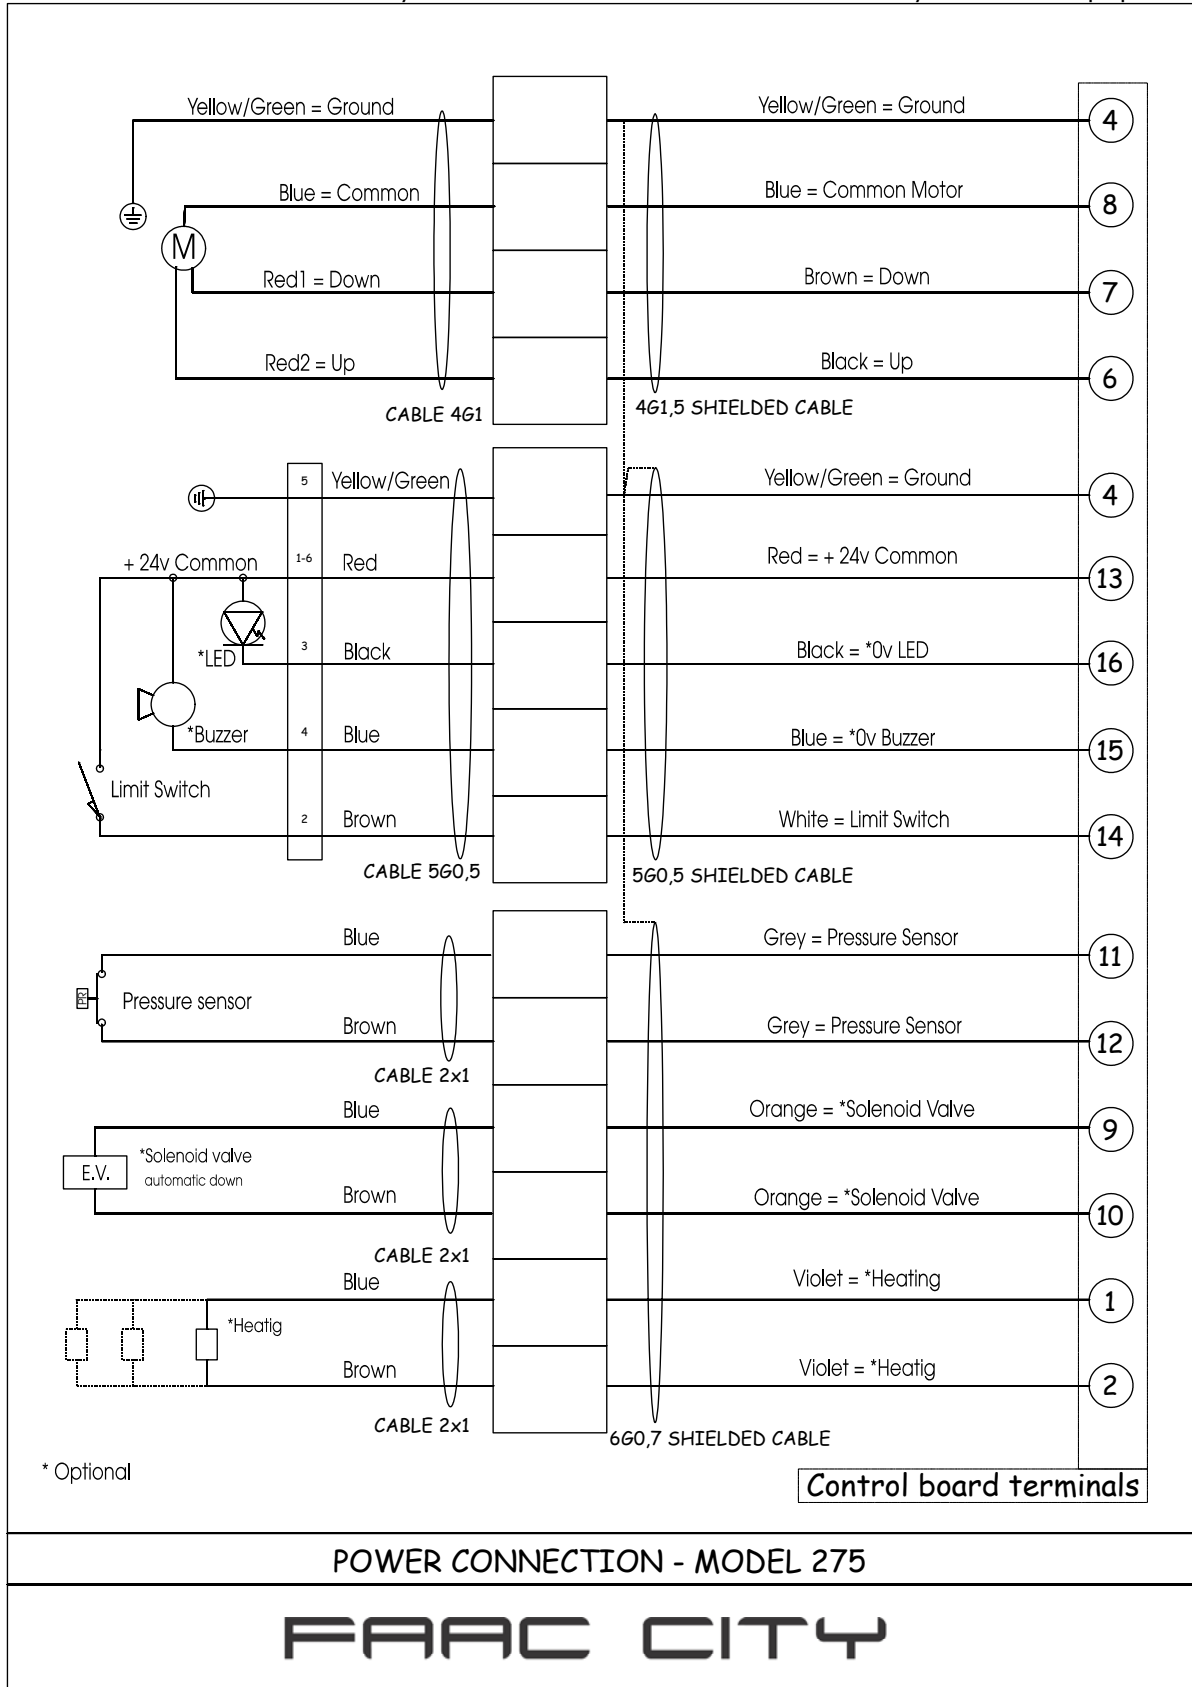 Yellow/Green = Ground
Yellow/Green = Ground
4
Blue = Common
Blue = Common Motor
8
M
Red1 = Down
Brown = Down
7
Red2 = Up
Black = Up
6
CABLE 4G1
4G1,5 SHIELDED CABLE
5
Yellow/Green
Yellow/Green = Ground
4
+ 24v Common
1-6
Red
Red = + 24v Common
13
*LED
3
Black
Black = *0v LED
16
*Buzzer
4
Blue
Blue = *0v Buzzer
15
Limit Switch
2
Brown
White = Limit Switch
14
CABLE 5G0,5
5G0,5 SHIELDED CABLE
Blue
Grey = Pressure Sensor
11
PR
Pressure sensor
Brown
Grey = Pressure Sensor
12
CABLE 2x1
Blue
Orange = *Solenoid Valve
9
E.V.
*Solenoid valve
automatic down
Brown
Orange = *Solenoid Valve
10
CABLE 2x1
Blue
Violet = *Heating
1
*Heatig
Brown
Violet = *Heatig
2
CABLE 2x1
6G0,7 SHIELDED CABLE
* Optional
Control board terminals
POWER CONNECTION - MODEL 275
FAAC CITY